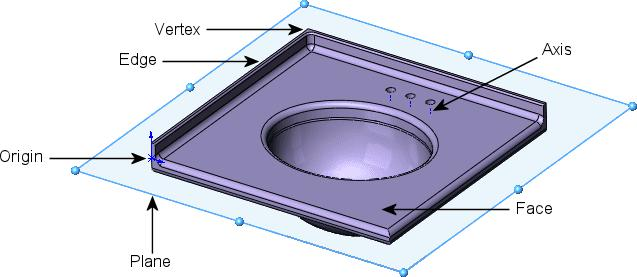 Vertex
Edge
Axis
Origin
Face
Plane